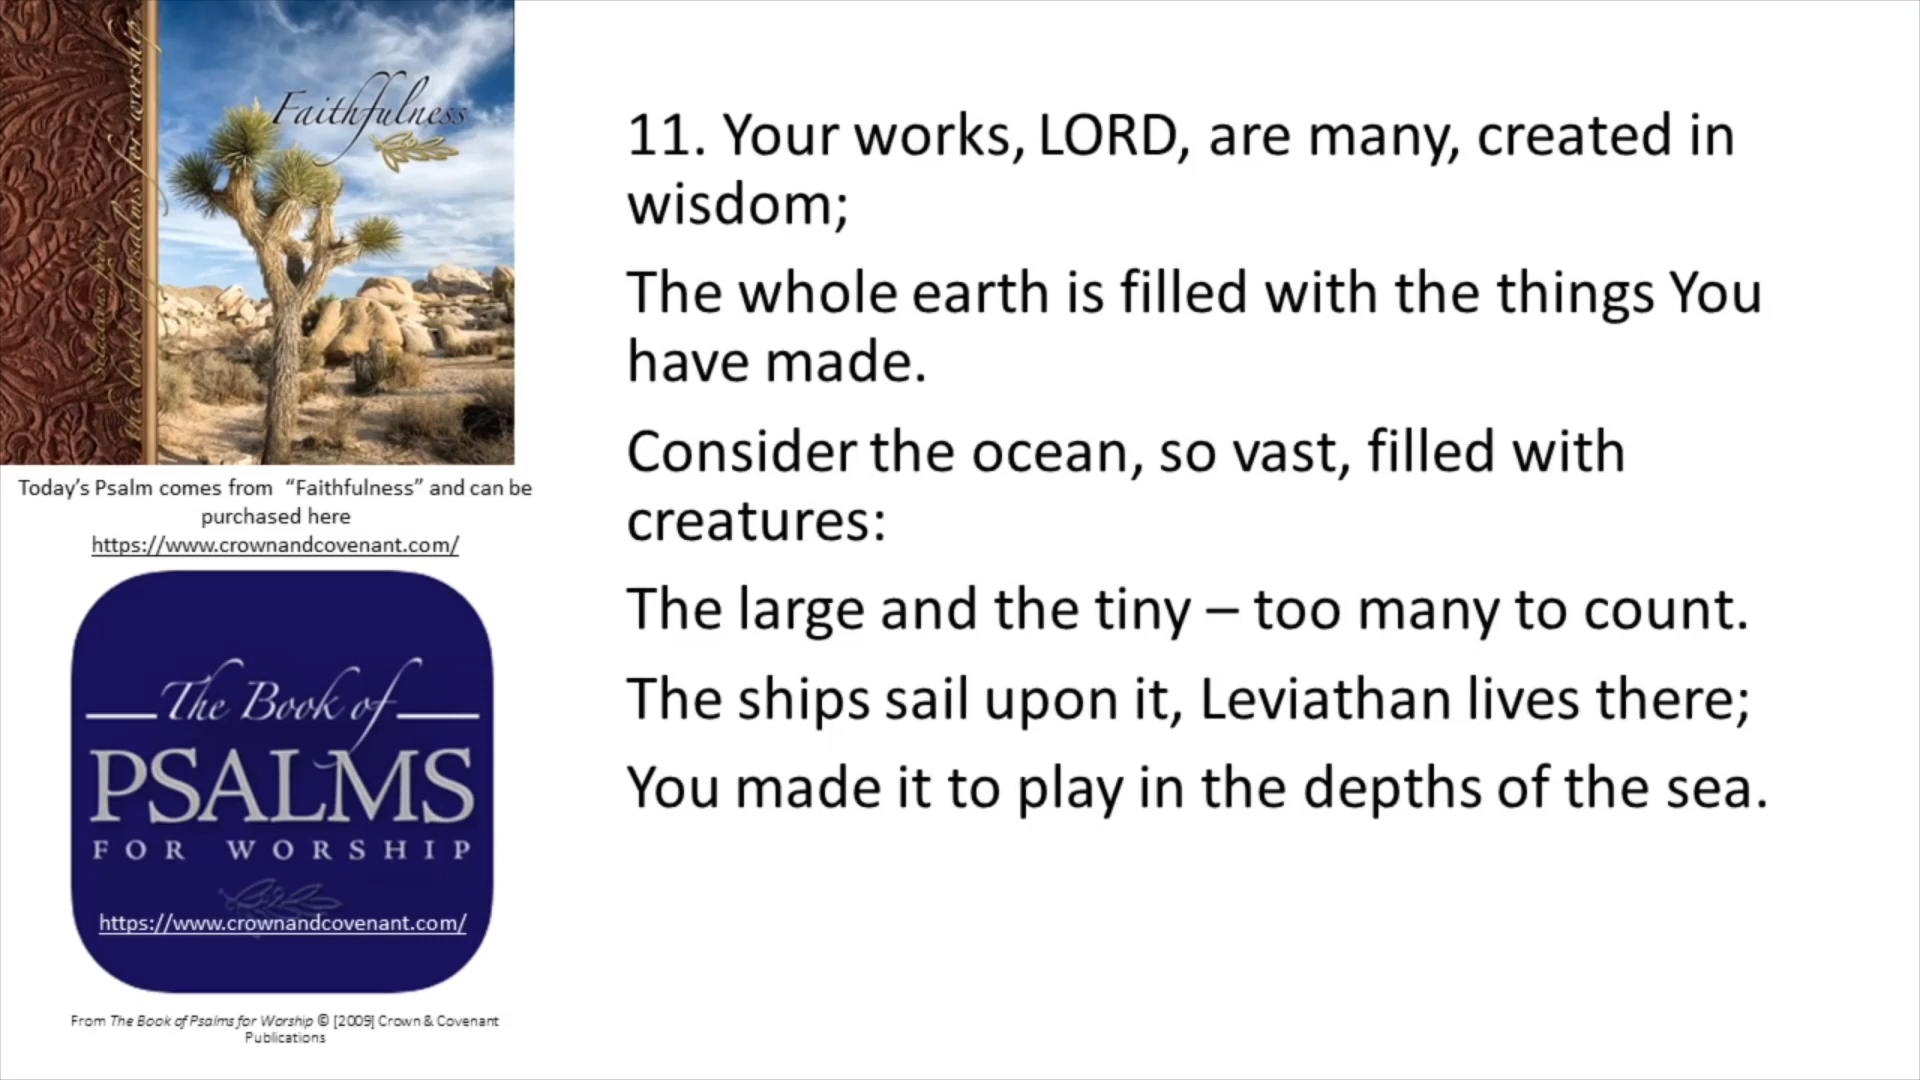 Faithfulness
Selections from
the book of psalms for worship
Today’s Psalm comes from “Faithfulness” and can be
purchased here
https://www.crownandcovenant.com/
The Book of
PSALMS
FOR WORSHIP
https://www.crownandcovenant.com/
From The Book of Psalms for Worship © [2009] Crown & Covenant
Publications
11. Your works, LORD, are many, created in
wisdom;
The whole earth is filled with the things You
have made.
Consider the ocean, so vast, filled with
creatures:
The large and the tiny – too many to count.
The ships sail upon it, Leviathan lives there;
You made it to play in the depths of the sea.